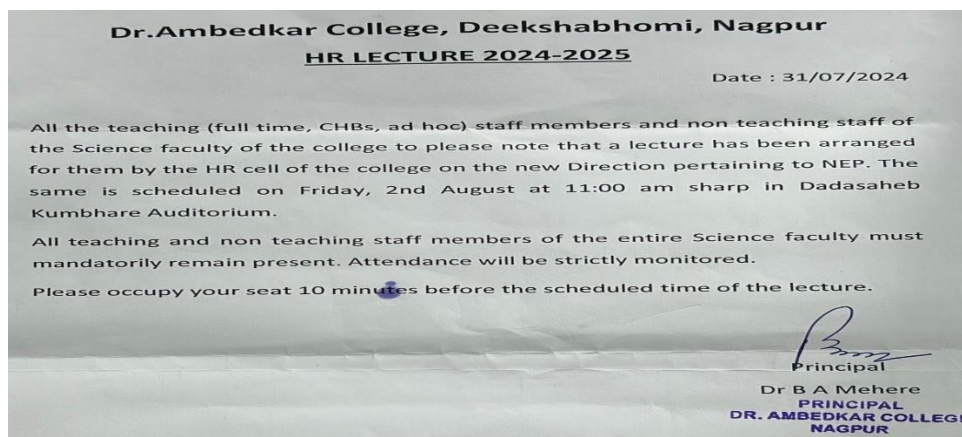 Dr.Ambedkar College, Deekshabhomi, Nagpur
HR LECTURE 2024-2025
Date : 31/07/2024
All the teaching (full time, CHBs, ad hoc) staff members and non teaching staff of
the Science faculty of the college to please note that a lecture has been arranged
for them by the HR cell of the college on the new Direction pertaining to NEP. The
same is scheduled on Friday, 2nd August at 11:00 am sharp in Dadasaheb
Kumbhare Auditorium.
All teaching and non teaching staff members of the entire Science faculty must
mandatorily remain present. Attendance will be strictly monitored.
Please occupy your seat 10 minutes before the scheduled time of the lecture.
Principal
Dr B A Mehere
PRINCIPAL
DR. AMBEDKAR COLLEGE
NAGPUR